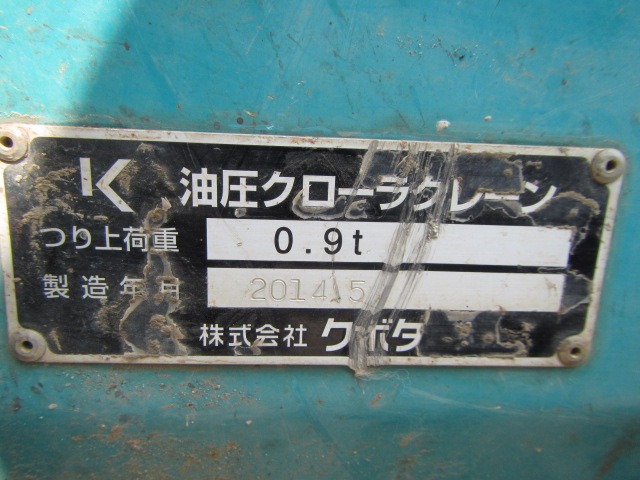 K 油圧クローラクレーン
つり上荷重 0.9t
製造年月 2014.5
株式会社 クボタ